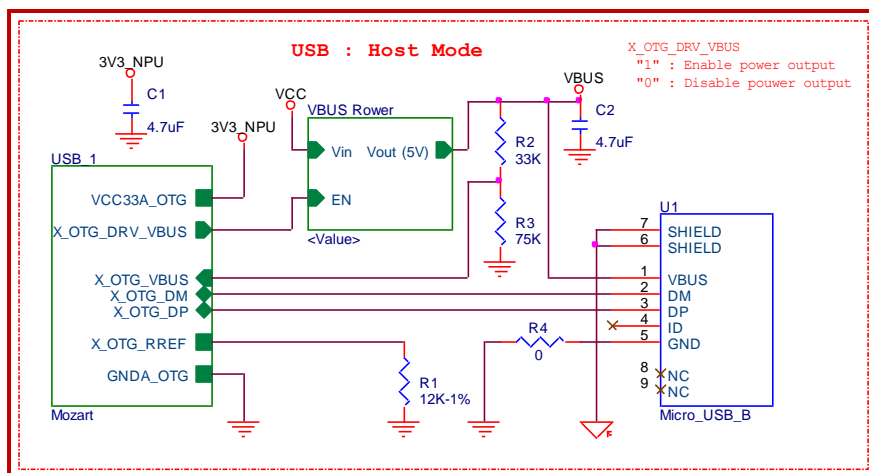 USB : Host Mode
X_OTG_DRV_VBUS
"1" : Enable power output
"0" : Disable pouwer output
3V3_NPU
C1
4.7uF
VCC
VBUS Rower
Vin
Vout (5V)
EN
<Value>
VBUS
C2
4.7uF
R2
33K
R3
75K
3V3_NPU
USB_1
VCC33A_OTG
X_OTG_DRV_VBUS
X_OTG_VBUS
X_OTG_DM
X_OTG_DP
X_OTG_RREF
GNDA_OTG
Mozart
R1
12K-1%
R4
0
U1
7 SHIELD
6 SHIELD
1 VBUS
2 DM
3 DP
4 ID
5 GND
8 NC
9 NC
Micro_USB_B
F